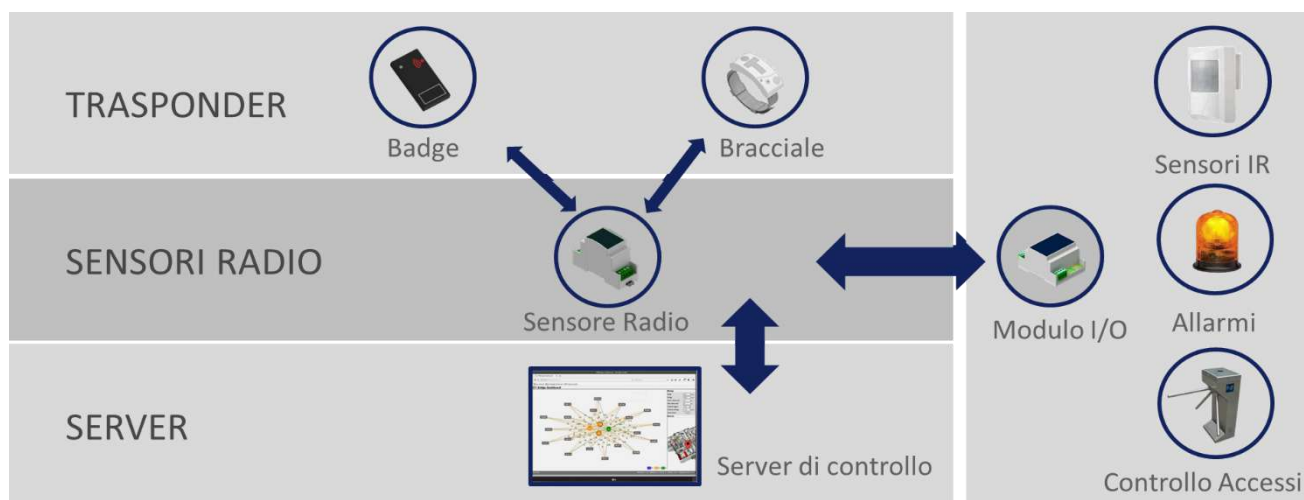 TRASPONDER
Badge
Bracciale
Sensori IR
SENSORI RADIO
Sensore Radio
Modulo I/O
Allarmi
SERVER
Server di controllo
Controllo Accessi